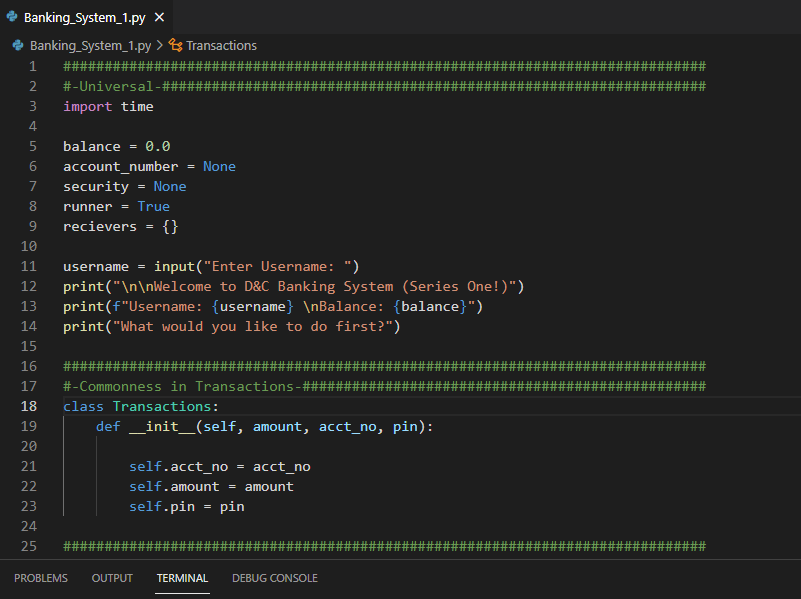 Banking_System_1.py ×
Banking_System_1.py > Transactions
1 ##############################################################################
2 #-Universal-##################################################################
3 import time
4
5 balance = 0.0
6 account_number = None
7 security = None
8 runner = True
9 recievers = {}
10
11 username = input("Enter Username: ")
12 print("\n\nWelcome to D&C Banking System (Series One!)")
13 print(f"Username: {username} \nBalance: {balance}")
14 print("What would you like to do first?")
15
16 ##############################################################################
17 #-Commonness in Transactions-#################################################
18 class Transactions:
19     def __init__(self, amount, acct_no, pin):
20
21         self.acct_no = acct_no
22         self.amount = amount
23         self.pin = pin
24
25 ##############################################################################
PROBLEMS OUTPUT TERMINAL DEBUG CONSOLE